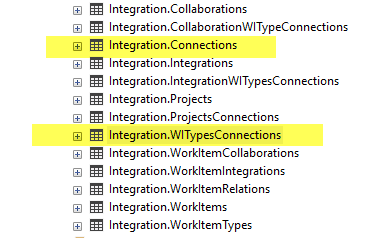 Integration.Collaborations
Integration.CollaborationWITypeConnections
Integration.Connections
Integration.Integrations
Integration.IntegrationWITypesConnections
Integration.Projects
Integration.ProjectsConnections
Integration.WITypesConnections
Integration.WorkItemCollaborations
Integration.WorkItemIntegrations
Integration.WorkItemRelations
Integration.WorkItems
Integration.WorkItemTypes